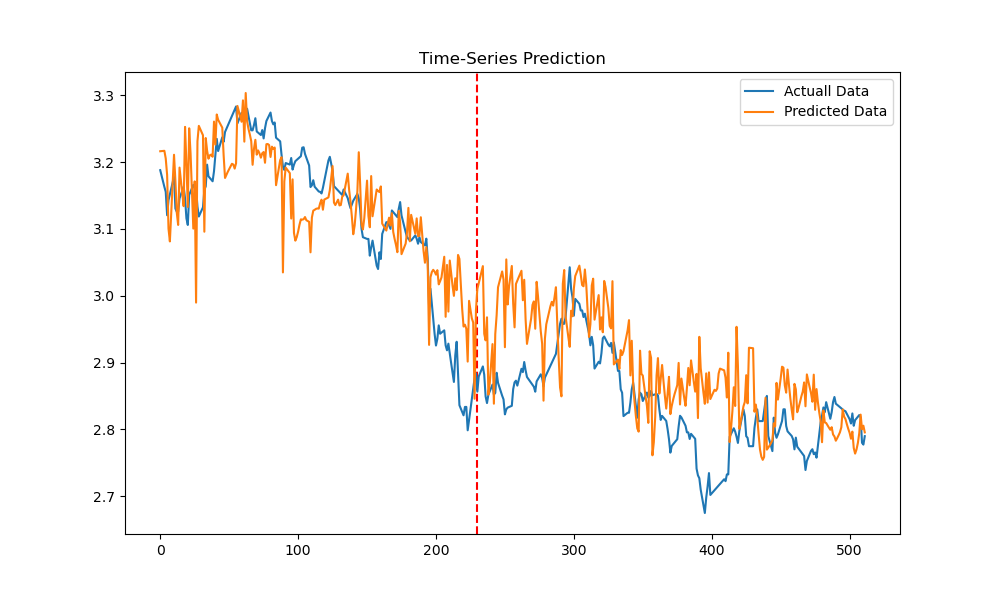 Time-Series Prediction
Actuall Data
Predicted Data
3.3
3.2
3.1
3.0
2.9
2.8
2.7
0 100 200 300 400 500